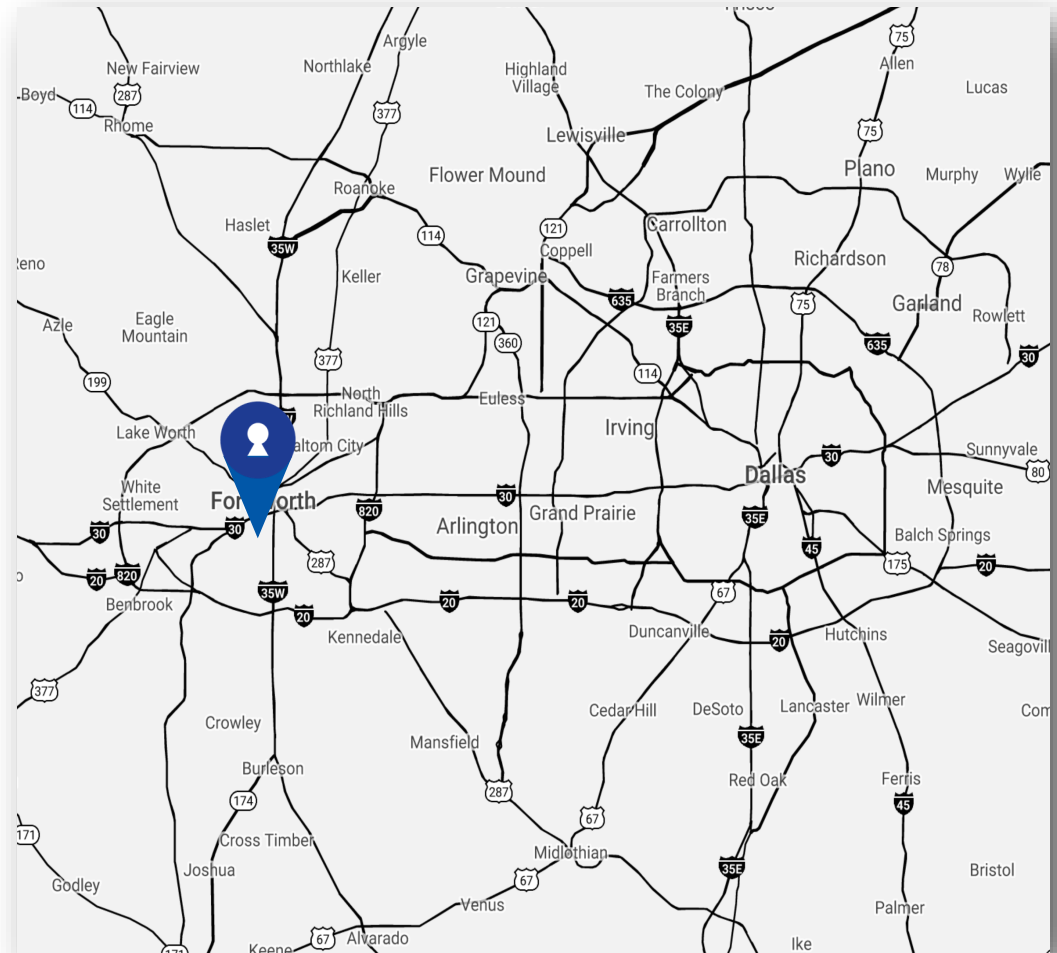 Argyle
75
New Fairview
Northlake
Highland
Village
Allen
287
Boyd
114
The Colony
Lucas
377
Rhome
75
Lewisville
Plano
Flower Mound
Murphy
Wylie
Roanoke
Haslet
121
Carrollton
114
35W
Coppell
Richardson
78
Keller
Grapevine
Farmers
Branch
635
75
Garland
Rowlett
Azle
Eagle
Mountain
121
35E
360
635
30
377
114
199
North
Richland Hills
Euless
Lake Worth
Irving
30
Sunnyvale
80
Dallas
White
Settlement
30
Mesquite
820
Arlington
Grand Prairie
35E
30
30
Balch Springs
45
287
175
20
20
820
35W
67
Benbrook
20
20
20
Kennedale
Duncanville
20
Hutchins
377
Crowley
Cedar Hill
DeSoto
Lancaster
Wilmer
Mansfield
35E
Burleson
Red Oak
Ferris
174
287
45
67
171
Cross Timber
Midlothian
Joshua
35E
Bristol
Godley
67
Venus
Palmer
67
Alvarado
Ike
Keene
171